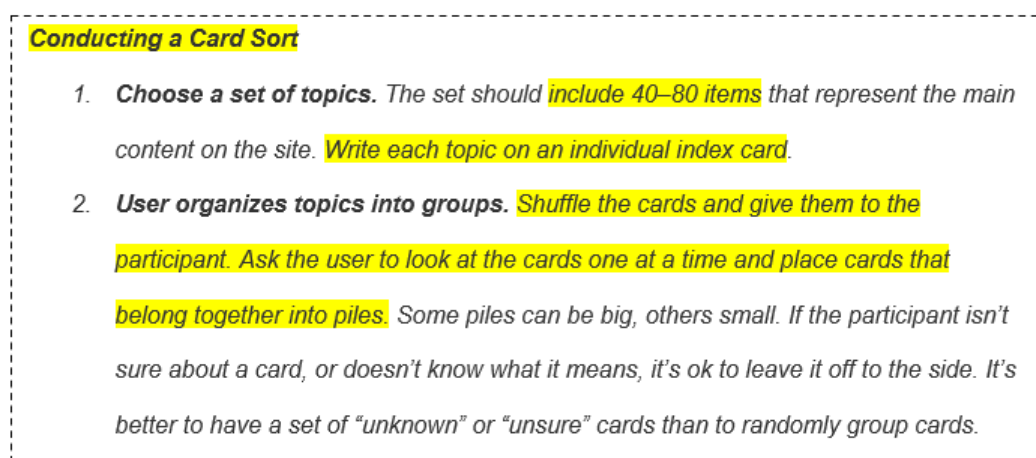 Conducting a Card Sort
1. Choose a set of topics. The set should include 40–80 items that represent the main
content on the site. Write each topic on an individual index card.
2. User organizes topics into groups. Shuffle the cards and give them to the
participant. Ask the user to look at the cards one at a time and place cards that
belong together into piles. Some piles can be big, others small. If the participant isn’t
sure about a card, or doesn’t know what it means, it’s ok to leave it off to the side. It’s
better to have a set of “unknown” or “unsure” cards than to randomly group cards.